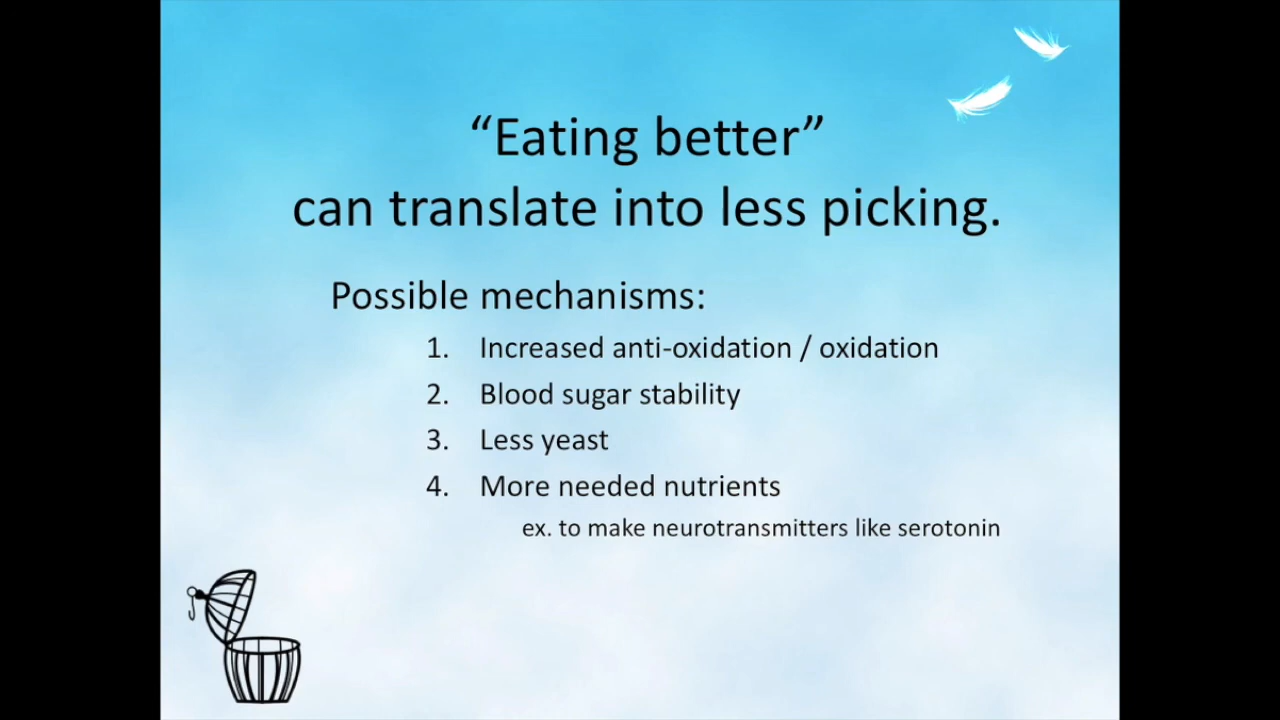 “Eating better”
can translate into less picking.
Possible mechanisms:
1. Increased anti-oxidation / oxidation
2. Blood sugar stability
3. Less yeast
4. More needed nutrients
ex. to make neurotransmitters like serotonin